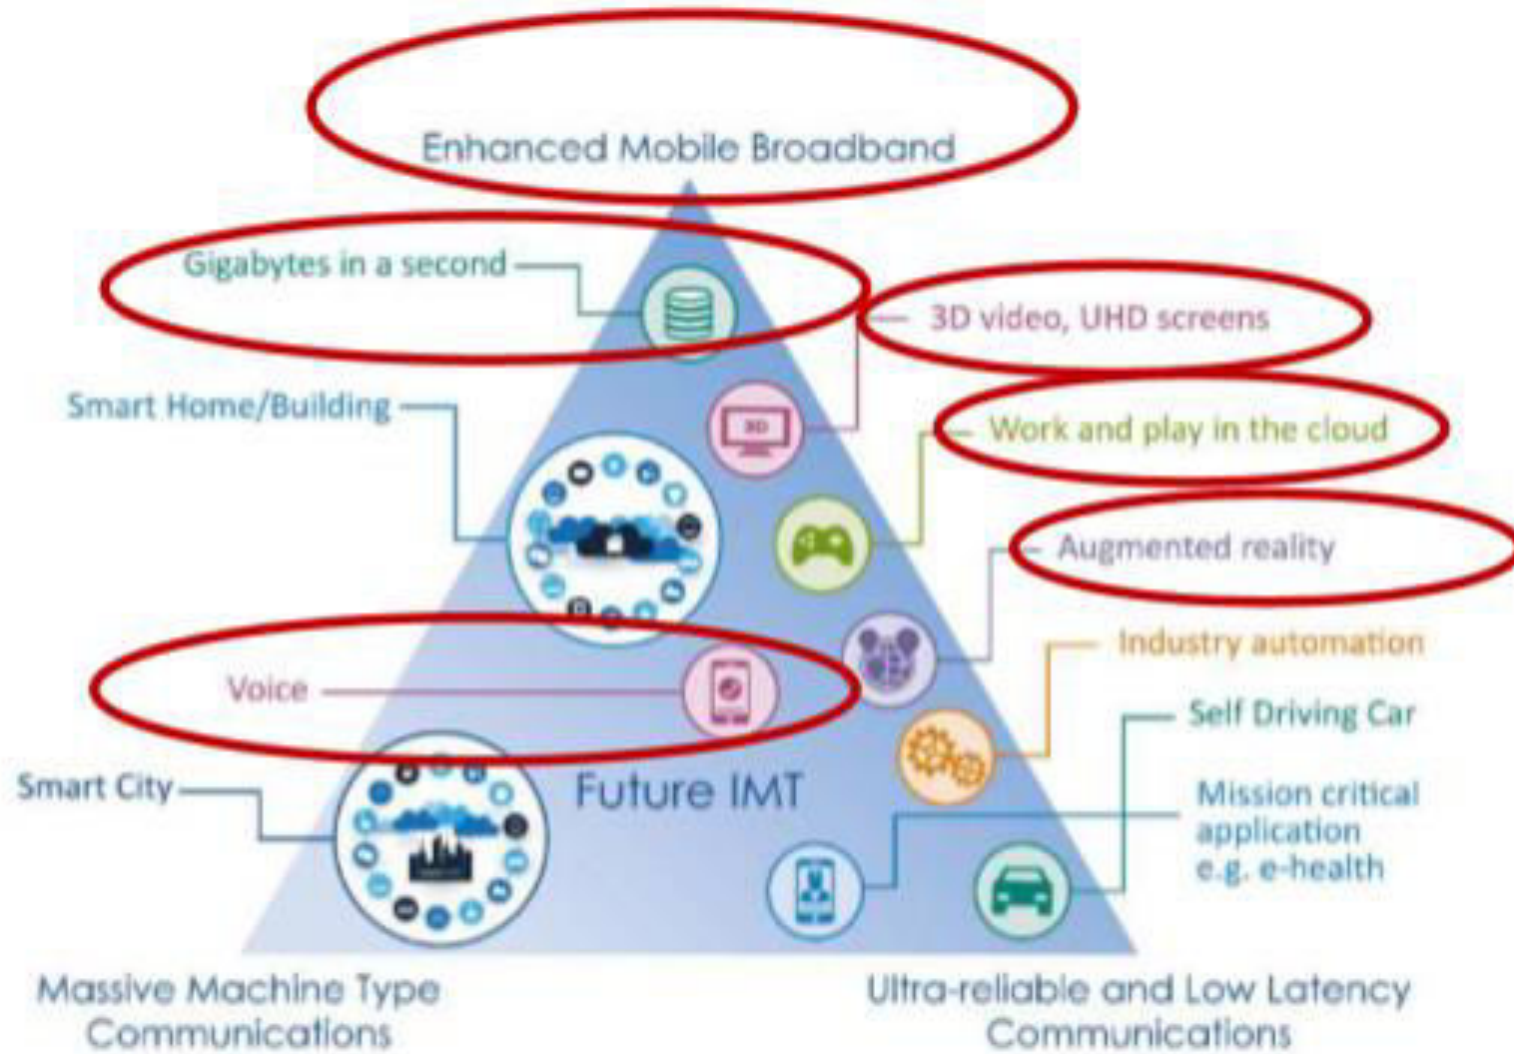 Enhanced Mobile Broadband
Gigabytes in a second
3D video, UHD screens
Smart Home/Building
3D
Work and play in the cloud
Augmented reality
Industry automation
Voice
Self Driving Car
Smart City
Future IMT
Mission critical
application
e.g. e-health
Massive Machine Type
Communications
Ultra-reliable and Low Latency
Communications